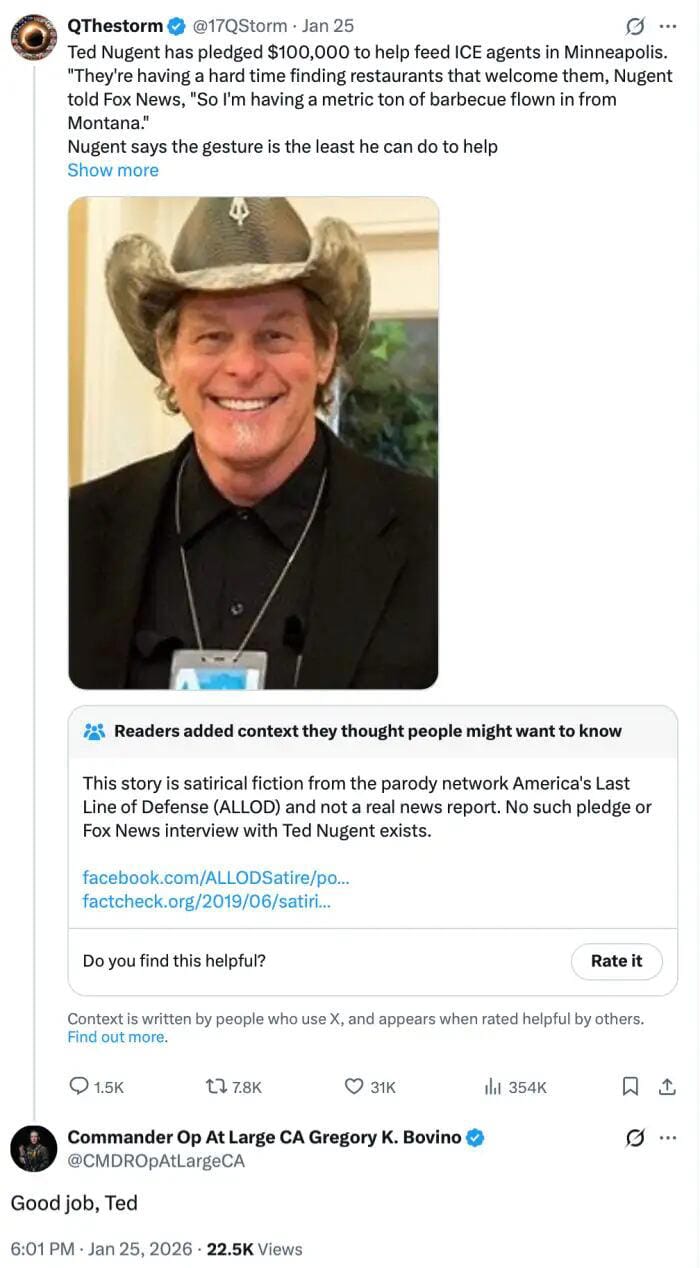 QThestorm @17QStorm · Jan 25
Ted Nugent has pledged $100,000 to help feed ICE agents in Minneapolis.
"They're having a hard time finding restaurants that welcome them, Nugent
told Fox News, "So I'm having a metric ton of barbecue flown in from
Montana."
Nugent says the gesture is the least he can do to help
Show more
Readers added context they thought people might want to know
This story is satirical fiction from the parody network America's Last
Line of Defense (ALLOD) and not a real news report. No such pledge or
Fox News interview with Ted Nugent exists.
facebook.com/ALLODSatire/po...
factcheck.org/2019/06/satiri...
Do you find this helpful?
Rate it
Context is written by people who use X, and appears when rated helpful by others.
Find out more.
1.5K 7.8K 31K 354K
Commander Op At Large CA Gregory K. Bovino
@CMDROpAtLargeCA
Good job, Ted
6:01 PM · Jan 25, 2026 · 22.5K Views